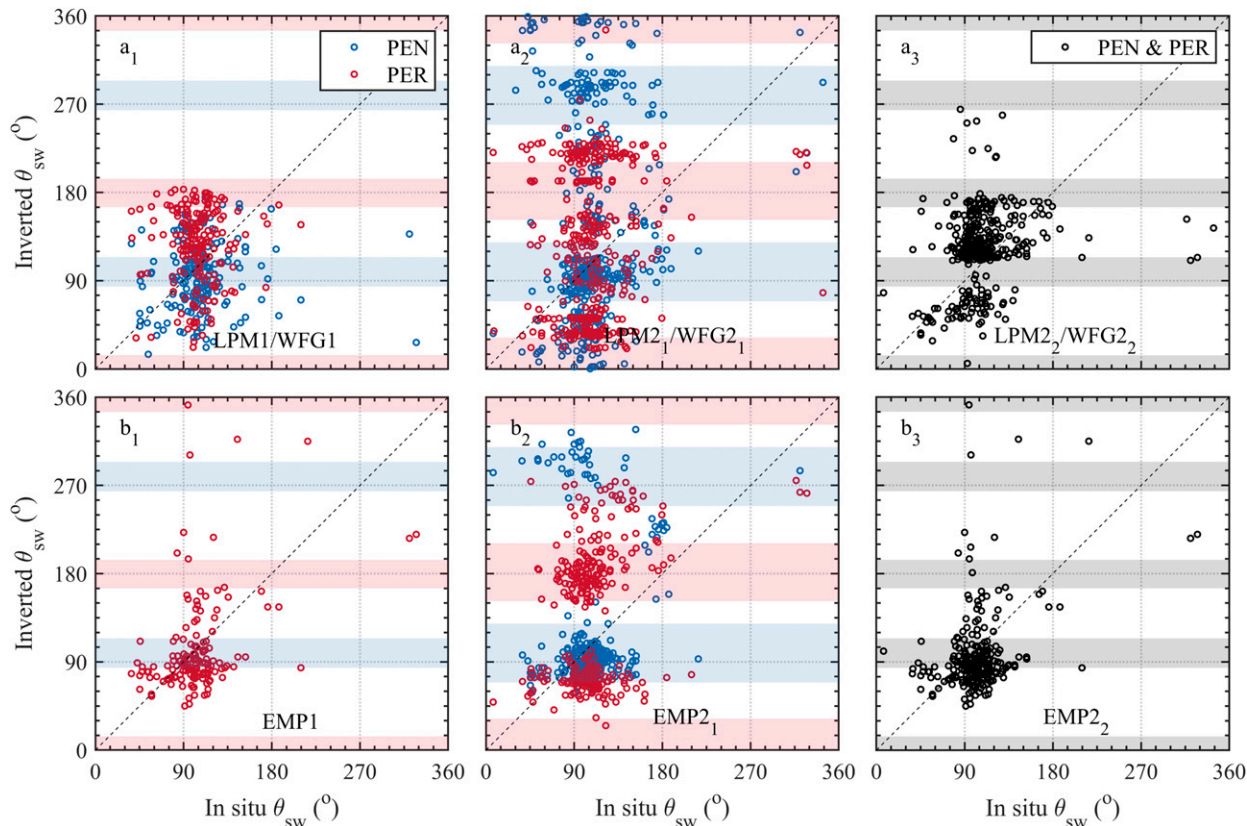 360
270
180
90
0
Inverted θsw (°)
a1
PEN
PER
LPM1/WFG1
a2
LPM21/WFG21
a3
PEN & PER
LPM22/WFG22
360
270
180
90
0
Inverted θsw (°)
b1
EMP1
b2
EMP21
b3
EMP22
0 90 180 270 360
0 90 180 270 360
0 90 180 270 360
In situ θsw (°)
In situ θsw (°)
In situ θsw (°)